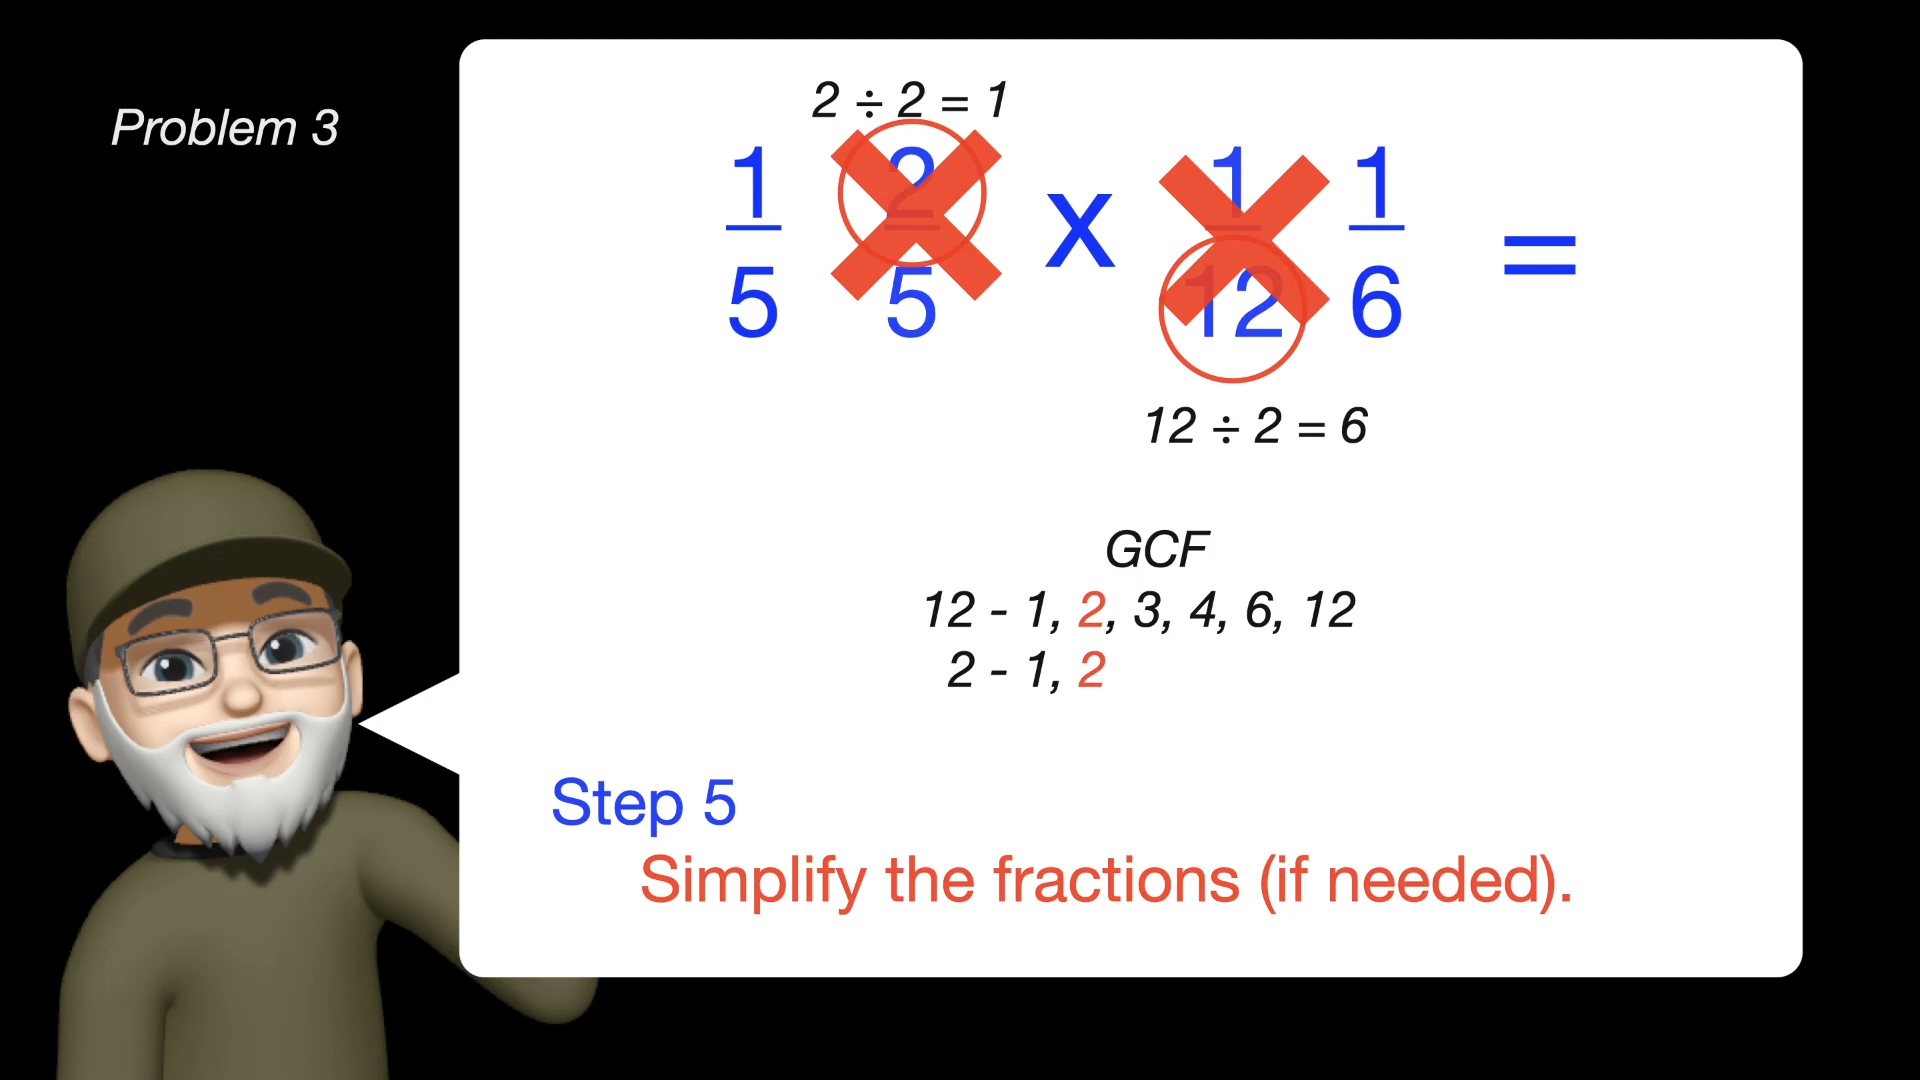 Problem 3
2 ÷ 2 = 1
1 2 x 1 1 =
5 5 12 6
12 ÷ 2 = 6
GCF
12 - 1, 2, 3, 4, 6, 12
2 - 1, 2
Step 5
Simplify the fractions (if needed).